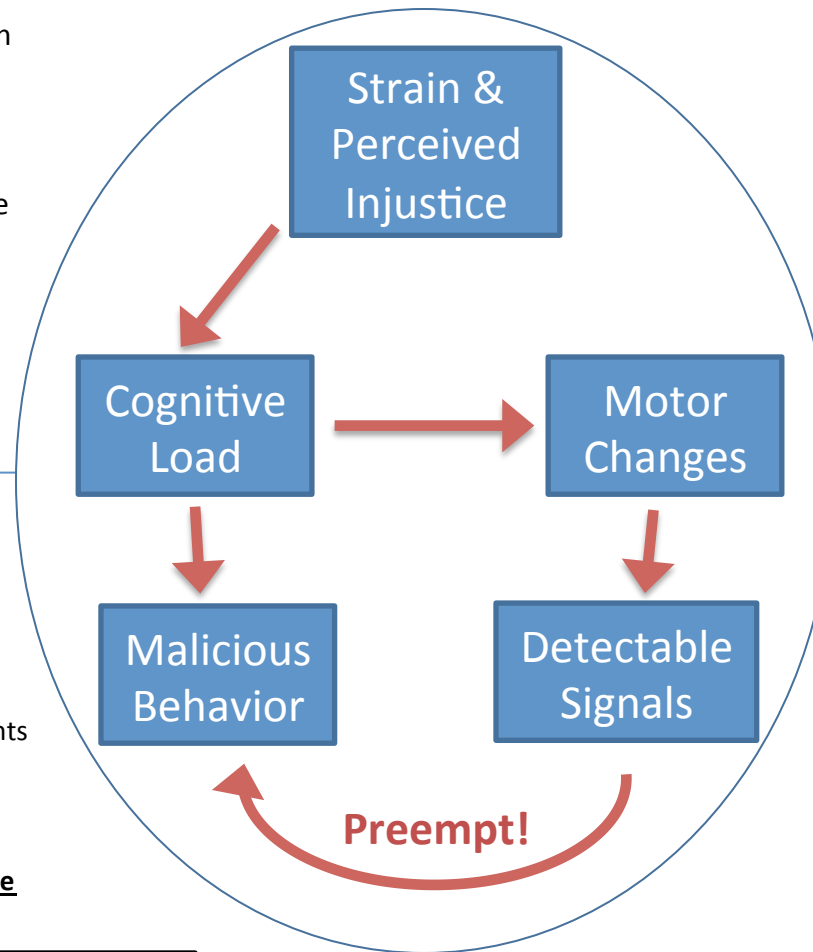 Strain &
Perceived
Injustice
Cognitive
Load
Motor
Changes
Malicious
Behavior
Detectable
Signals
Preempt!